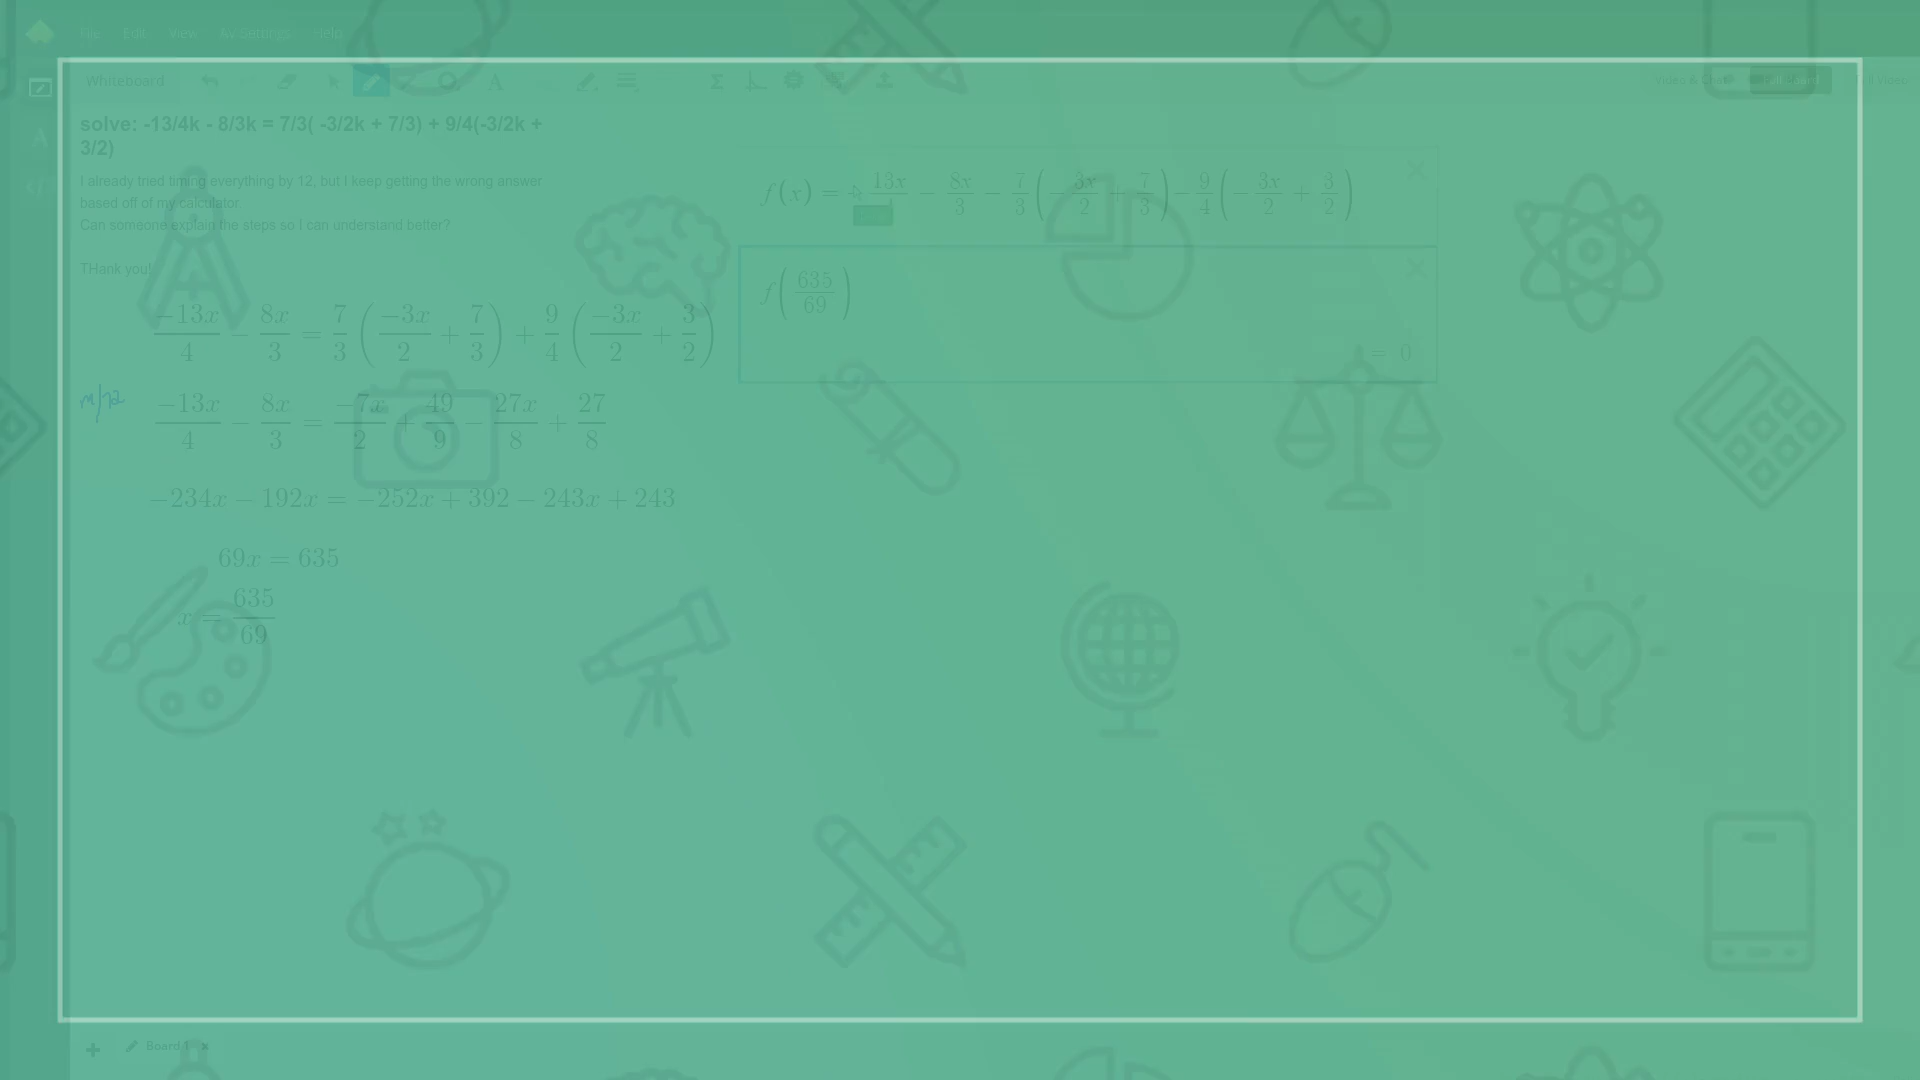 File Edit View AV Settings Help
Whiteboard
solve: -13/4k - 8/3k = 7/3( -3/2k + 7/3) + 9/4(-3/2k +
3/2)
I already tried timing everything by 12, but I keep getting the wrong answer
based off of my calculator.
Can someone explain the steps so I can understand better?
THank you!
-13x/4 - 8x/3 = 7/3 (-3x/2 + 7/3) + 9/4 (-3x/2 + 3/2)
m/72 -13x/4 - 8x/3 = -7x/2 + 49/9 - 27x/8 + 27/8
-234x - 192x = -252x + 392 - 243x + 243
69x = 635
x = 635/69
f(x) = - 13x/4 - 8x/3 - 7/3 (- 3x/2 + 7/3) - 9/4 (- 3x/2 + 3/2)
f(635/69)
= 0
Board 1